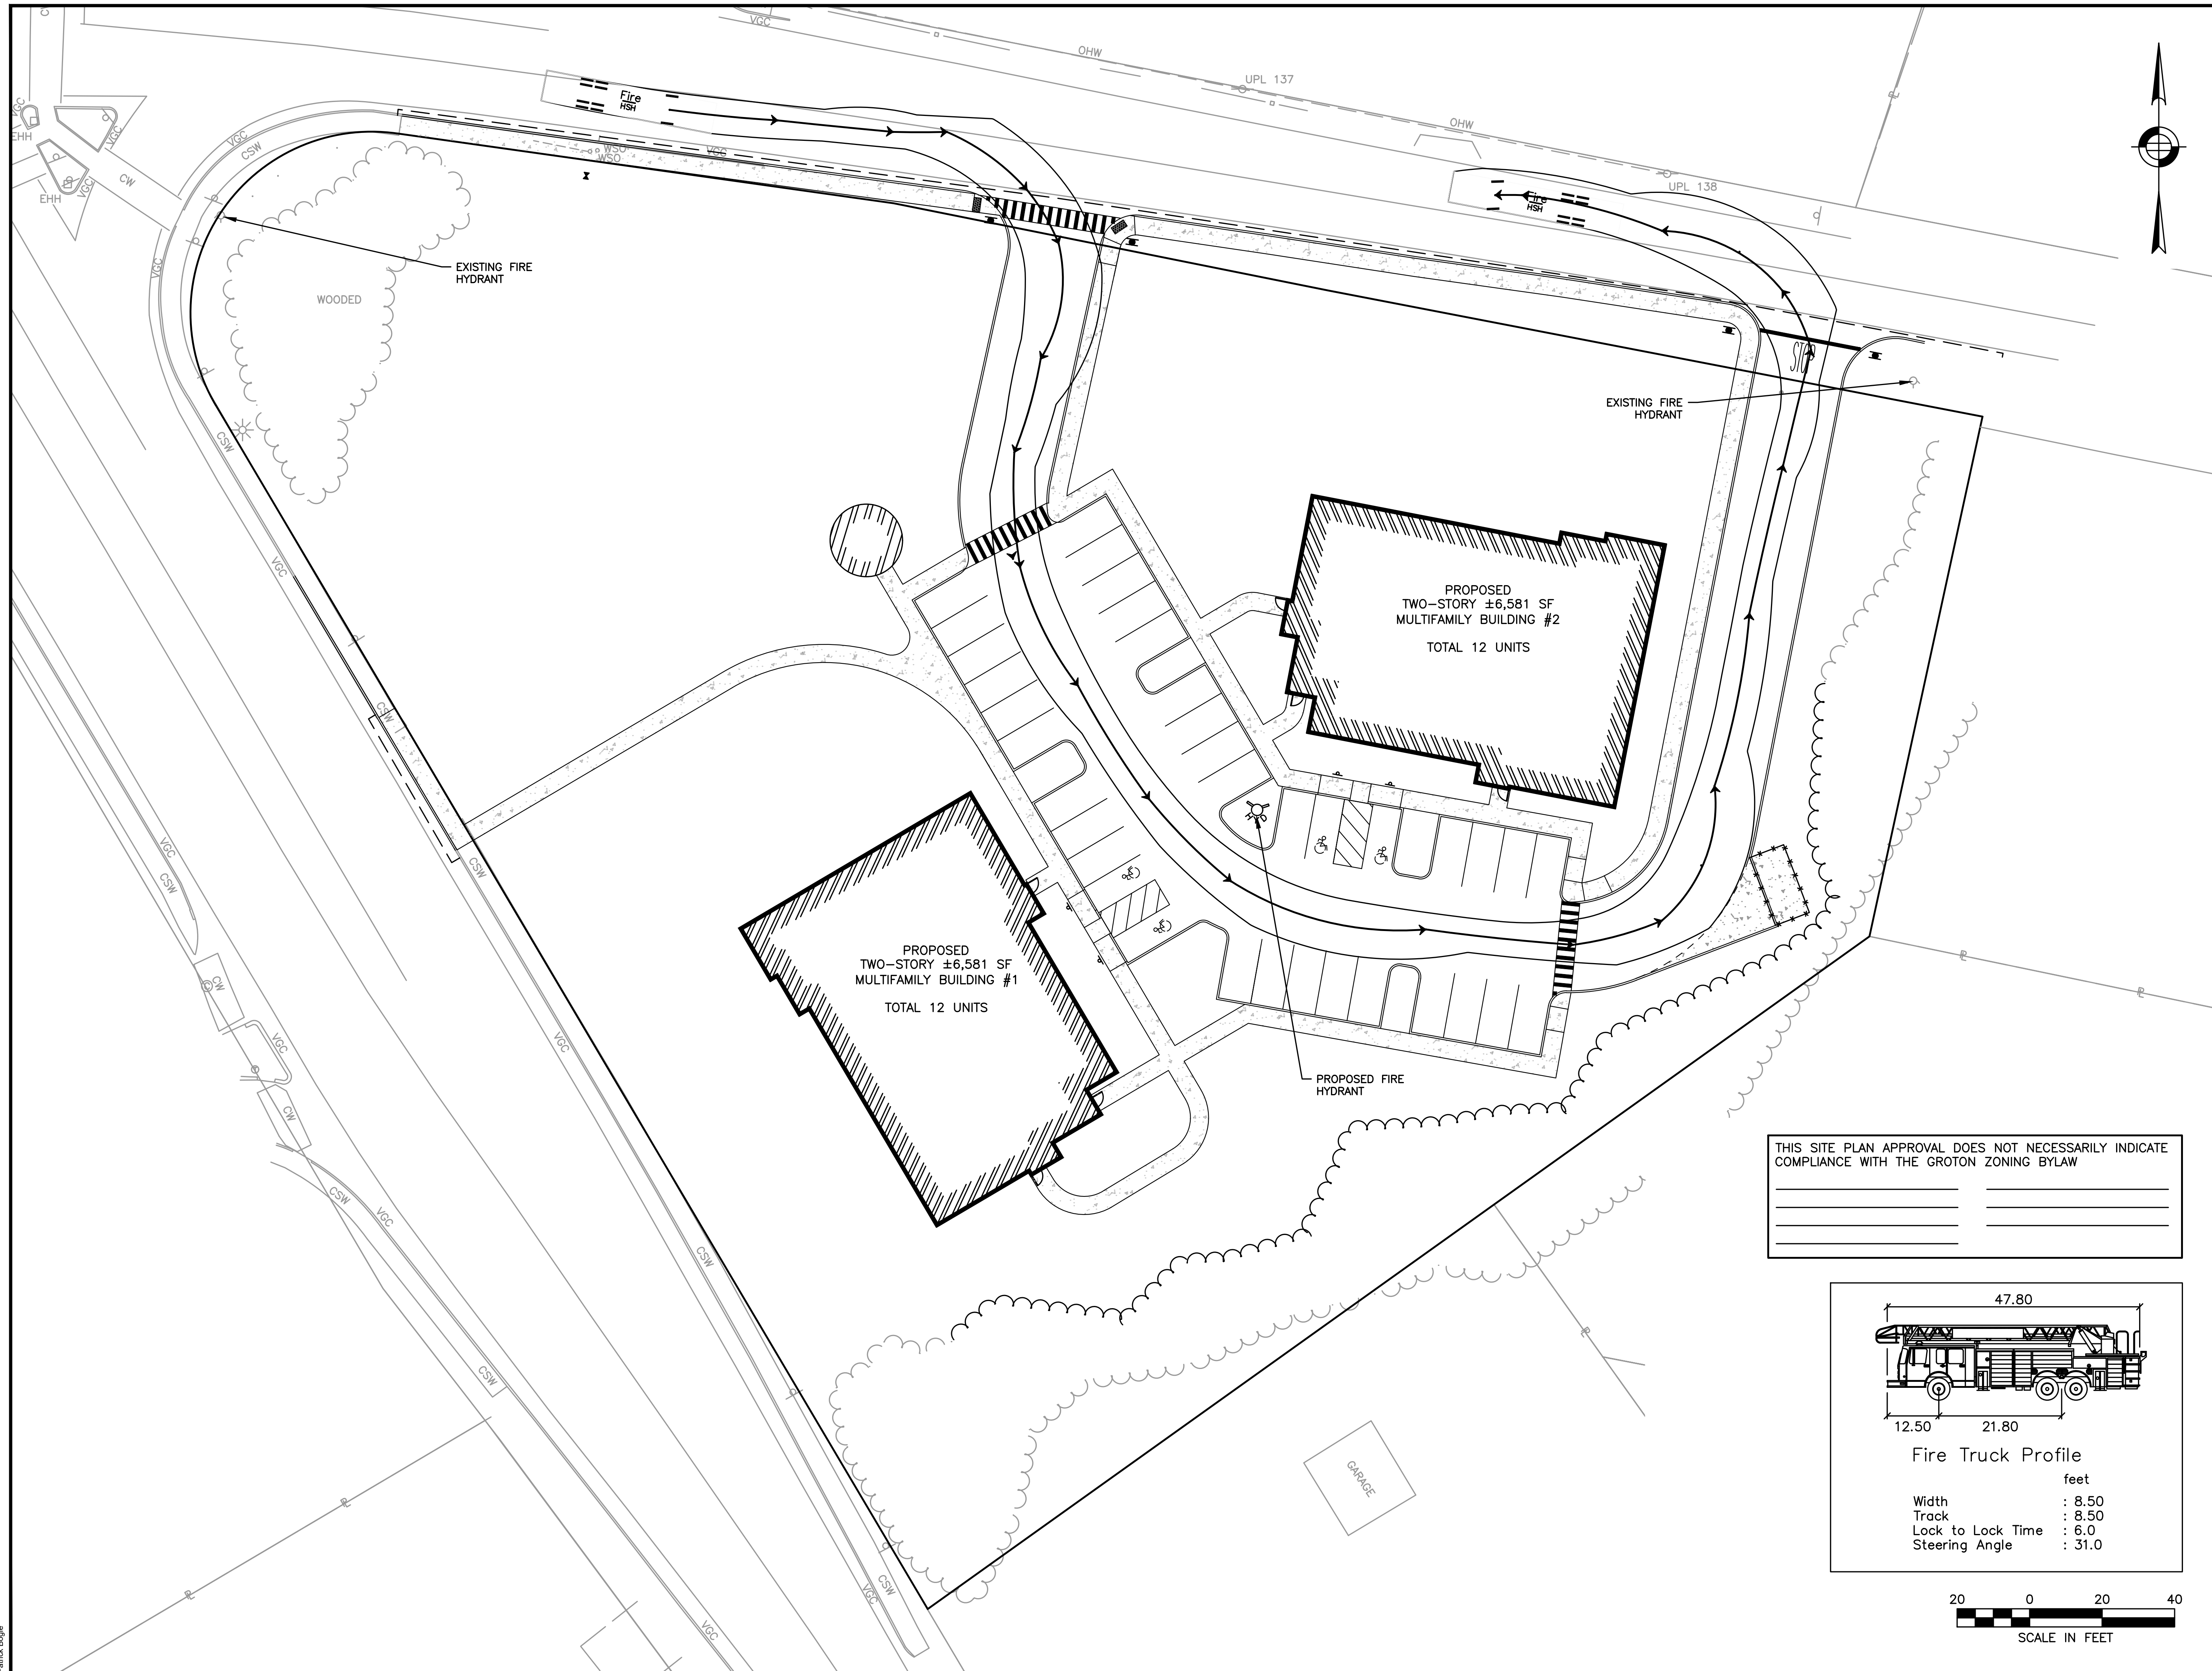 VGC
OHW
UPL 137
OHW
UPL 138
Fire
HSH
WSO
WSO
VGC
VGC
VGC
EHH
VGC
EHH
VGC
CW
VGC
CSW
VGC
EXISTING FIRE
HYDRANT
WOODED
Fire
HSH
STOP
EXISTING FIRE
HYDRANT
CSW
VGC
CSW
PROPOSED
TWO-STORY ±6,581 SF
MULTIFAMILY BUILDING #2
TOTAL 12 UNITS
VGC
CSW
CSW
PROPOSED
TWO-STORY ±6,581 SF
MULTIFAMILY BUILDING #1
TOTAL 12 UNITS
CW
VGC
VGC
CW
PROPOSED FIRE
HYDRANT
CSW
VGC
CSW
CSW
GARAGE
CSW
VGC
VGC
THIS SITE PLAN APPROVAL DOES NOT NECESSARILY INDICATE
COMPLIANCE WITH THE GROTON ZONING BYLAW
47.80
12.50 21.80
Fire Truck Profile
feet
Width : 8.50
Track : 8.50
Lock to Lock Time : 6.0
Steering Angle : 31.0
20 0 20 40
SCALE IN FEET